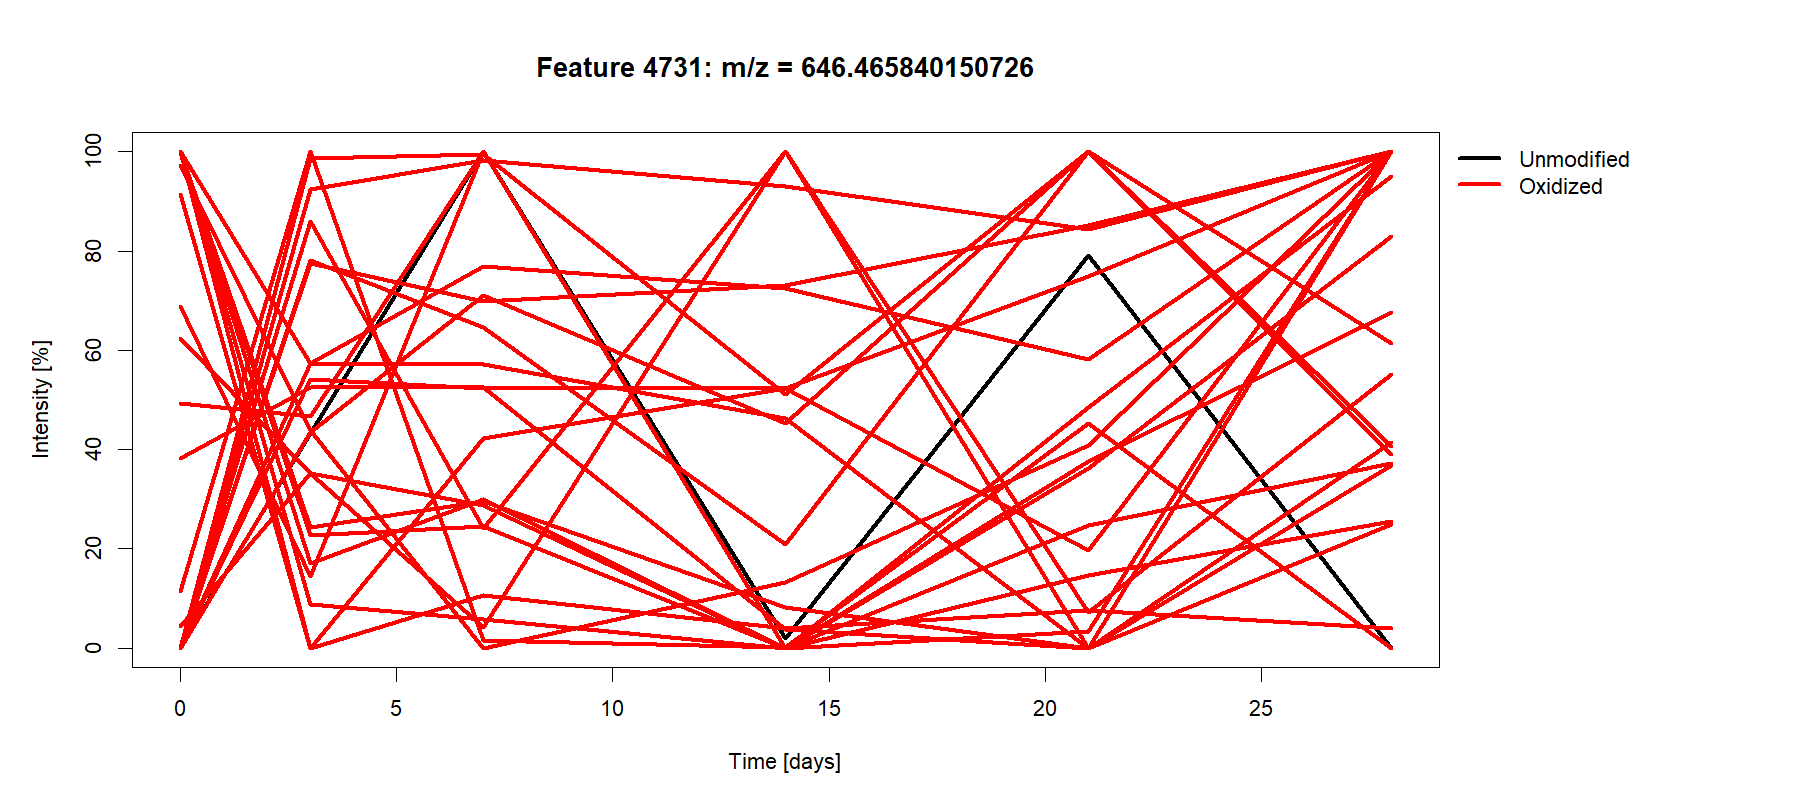 Feature 4731: m/z = 646.465840150726
Unmodified
Oxidized
Intensity [%]
100
80
60
40
20
0
0 5 10 15 20 25
Time [days]